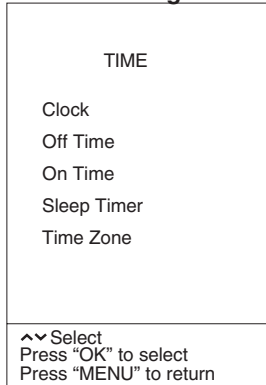 TIME
Clock
Off Time
On Time
Sleep Timer
Time Zone
Select
Press “OK” to select
Press “MENU” to return